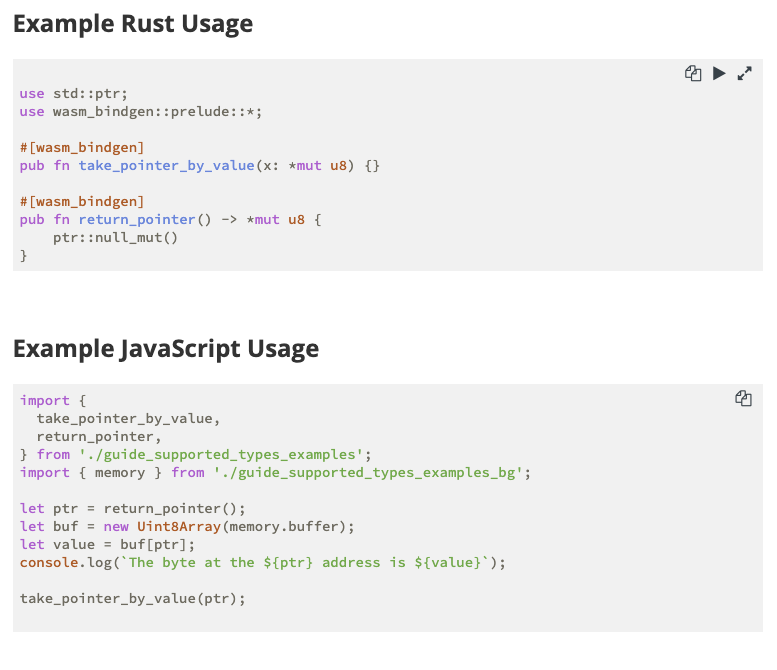 Example Rust Usage
use std::ptr;
use wasm_bindgen::prelude::*;
#[wasm_bindgen]
pub fn take_pointer_by_value(x: *mut u8) {}
#[wasm_bindgen]
pub fn return_pointer() -> *mut u8 {
    ptr::null_mut()
}
Example JavaScript Usage
import {
  take_pointer_by_value,
  return_pointer,
} from './guide_supported_types_examples';
import { memory } from './guide_supported_types_examples_bg';
let ptr = return_pointer();
let buf = new Uint8Array(memory.buffer);
let value = buf[ptr];
console.log(`The byte at the ${ptr} address is ${value}`);
take_pointer_by_value(ptr);